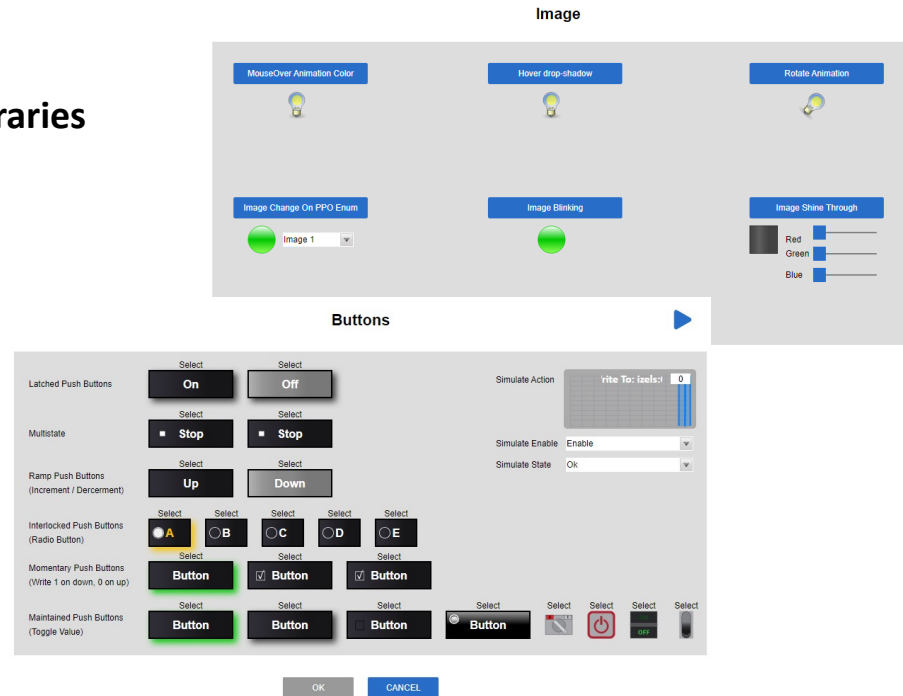 Image
raries
MouseOver Animation Color
Hover drop-shadow
Rotate Animation
Image Change On PPO Enum
Image Blinking
Image Shine Through
Image 1
Red
Green
Blue
Buttons
Latched Push Buttons
Select
On
Select
Off
Simulate Action
rite To: izels:
0
Multistate
Select
Stop
Select
Stop
Simulate Enable
Enable
Simulate State
Ok
Ramp Push Buttons
(Increment / Dercerment)
Select
Up
Select
Down
Interlocked Push Buttons
(Radio Button)
Select
A
Select
B
Select
C
Select
D
Select
E
Momentary Push Buttons
(Write 1 on down, 0 on up)
Select
Button
Select
Button
Select
Button
Maintained Push Buttons
(Toggle Value)
Select
Button
Select
Button
Select
Button
Select
Button
Select
Select
Select
OFF
Select
OK
CANCEL